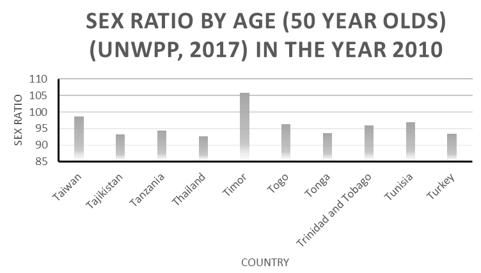 SEX RATIO BY AGE (50 YEAR OLDS)
(UNWPP, 2017) IN THE YEAR 2010
110
105
100
95
90
85
SEX RATIO
Taiwan
Tajikistan
Tanzania
Thailand
Timor
Togo
Tonga
Trinidad and Tobago
Tunisia
Turkey
COUNTRY